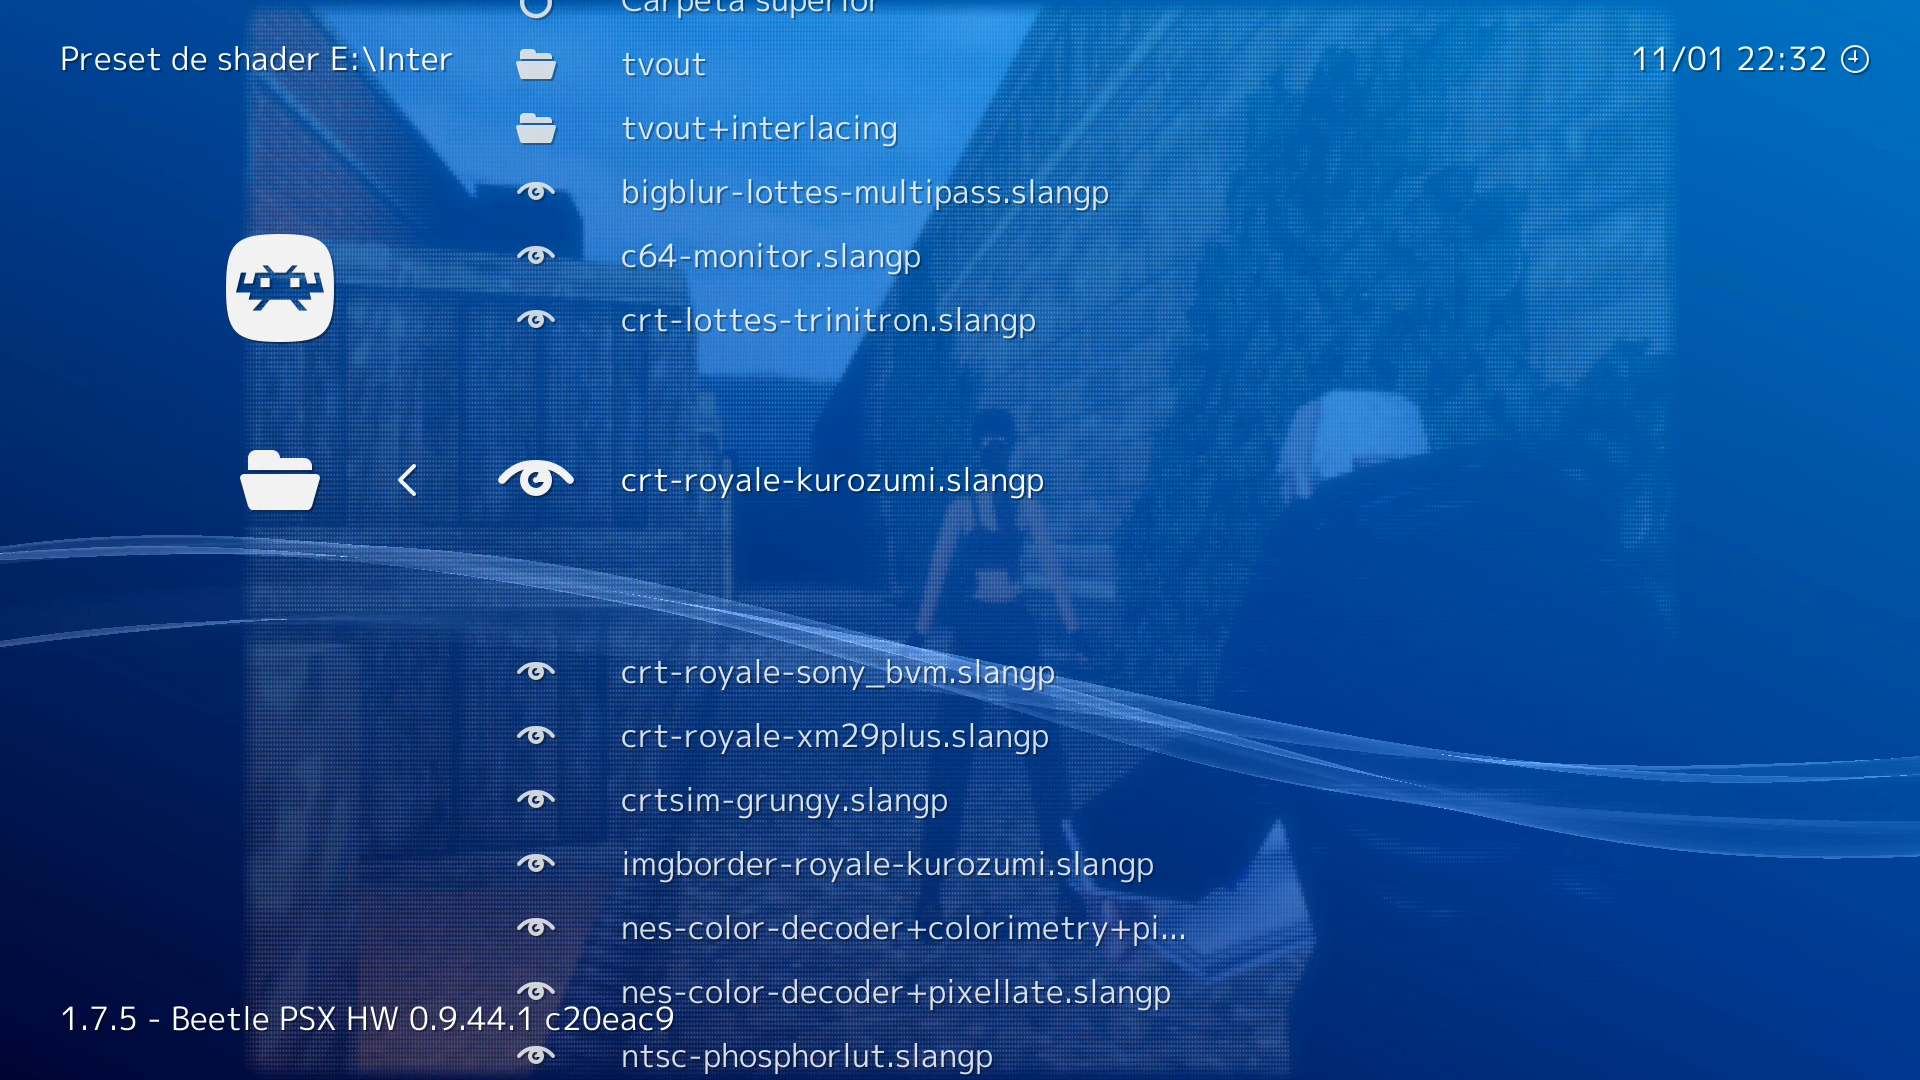 Carpeta superior
Preset de shader E:\Inter
11/01 22:32
tvout
tvout+interlacing
bigblur-lottes-multipass.slangp
c64-monitor.slangp
crt-lottes-trinitron.slangp
crt-royale-kurozumi.slangp
crt-royale-sony_bvm.slangp
crt-royale-xm29plus.slangp
crtsim-grungy.slangp
imgborder-royale-kurozumi.slangp
nes-color-decoder+colorimetry+pi...
nes-color-decoder+pixellate.slangp
1.7.5 - Beetle PSX HW 0.9.44.1 c20eac9
ntsc-phosphorlut.slangp